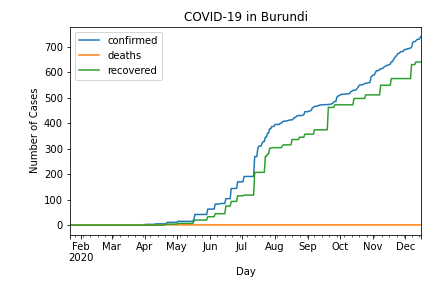 COVID-19 in Burundi
confirmed
deaths
recovered
Number of Cases
700
600
500
400
300
200
100
0
Feb Mar Apr May Jun Jul Aug Sep Oct Nov Dec
2020
Day